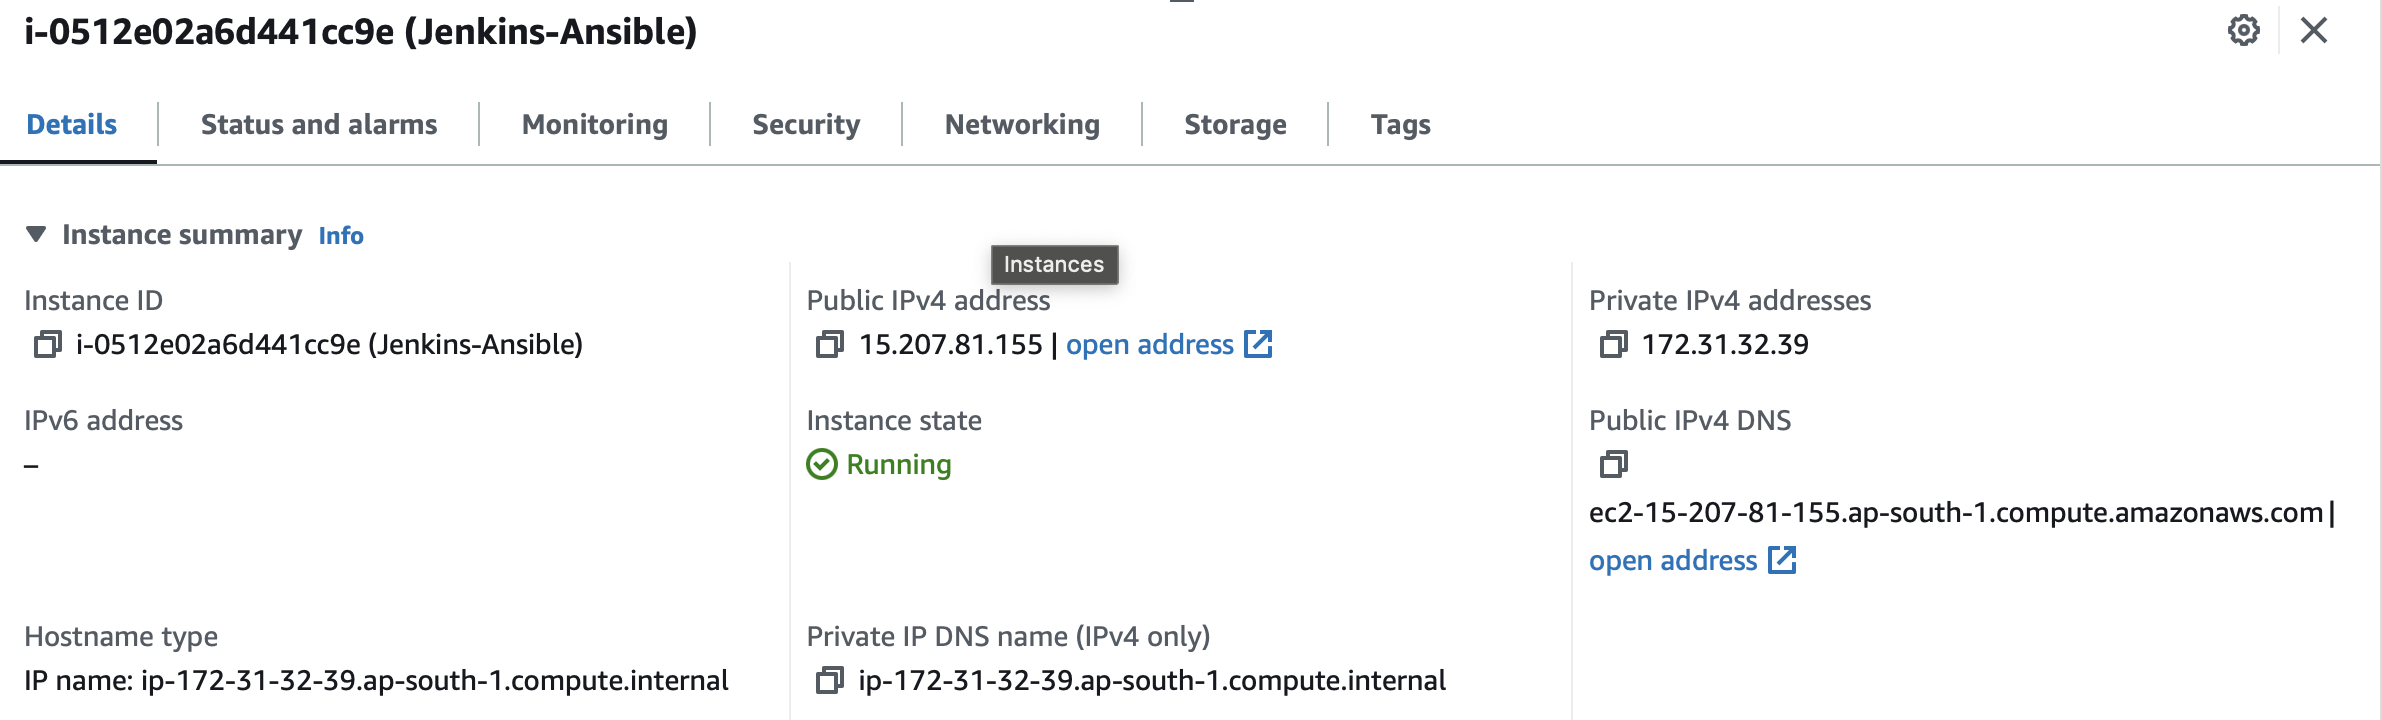 i-0512e02a6d441cc9e (Jenkins-Ansible)
Details
Status and alarms
Monitoring
Security
Networking
Storage
Tags
Instance summary Info
Instances
Instance ID
i-0512e02a6d441cc9e (Jenkins-Ansible)
Public IPv4 address
15.207.81.155 | open address
Private IPv4 addresses
172.31.32.39
IPv6 address
–
Instance state
Running
Public IPv4 DNS
ec2-15-207-81-155.ap-south-1.compute.amazonaws.com |
open address
Hostname type
IP name: ip-172-31-32-39.ap-south-1.compute.internal
Private IP DNS name (IPv4 only)
ip-172-31-32-39.ap-south-1.compute.internal